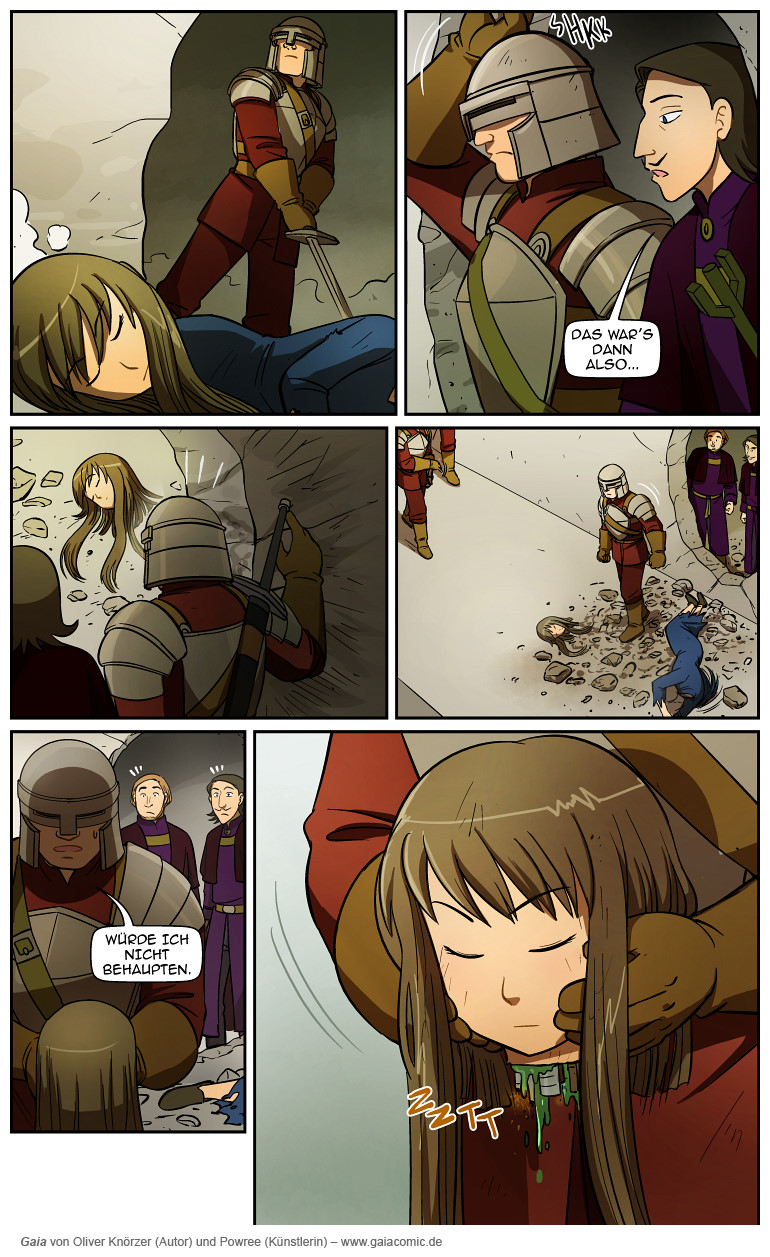 SHKK
DAS WAR'S
DANN
ALSO...
WÜRDE ICH
NICHT
BEHAUPTEN.
ZZZTT
Gaia von Oliver Knörzer (Autor) und Powree (Künstlerin) – www.gaiacomic.de